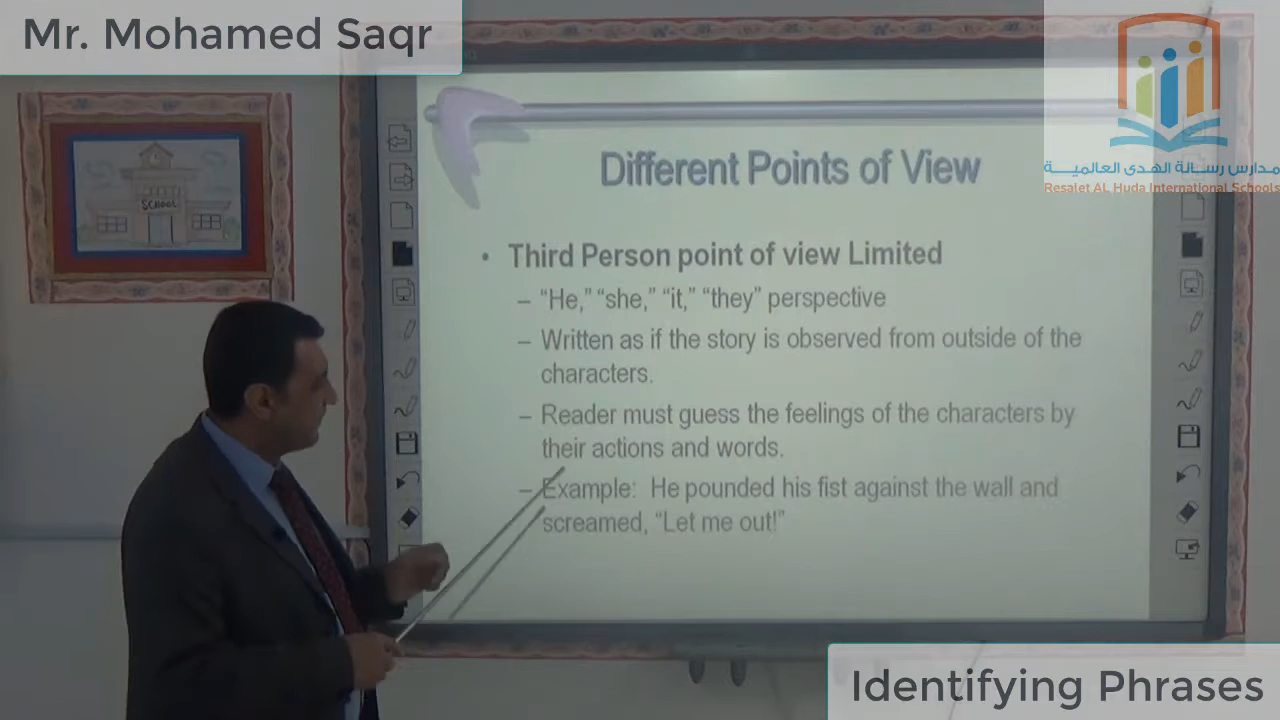 Mr. Mohamed Saqr
مدارس رسالة الهدى العالمية
Resalet AL Huda International Schools
SCHOOL
Different Points of View
• Third Person point of view Limited
– “He,” “she,” “it,” “they” perspective
– Written as if the story is observed from outside of the
characters.
– Reader must guess the feelings of the characters by
their actions and words.
– Example: He pounded his fist against the wall and
screamed, “Let me out!”
Identifying Phrases